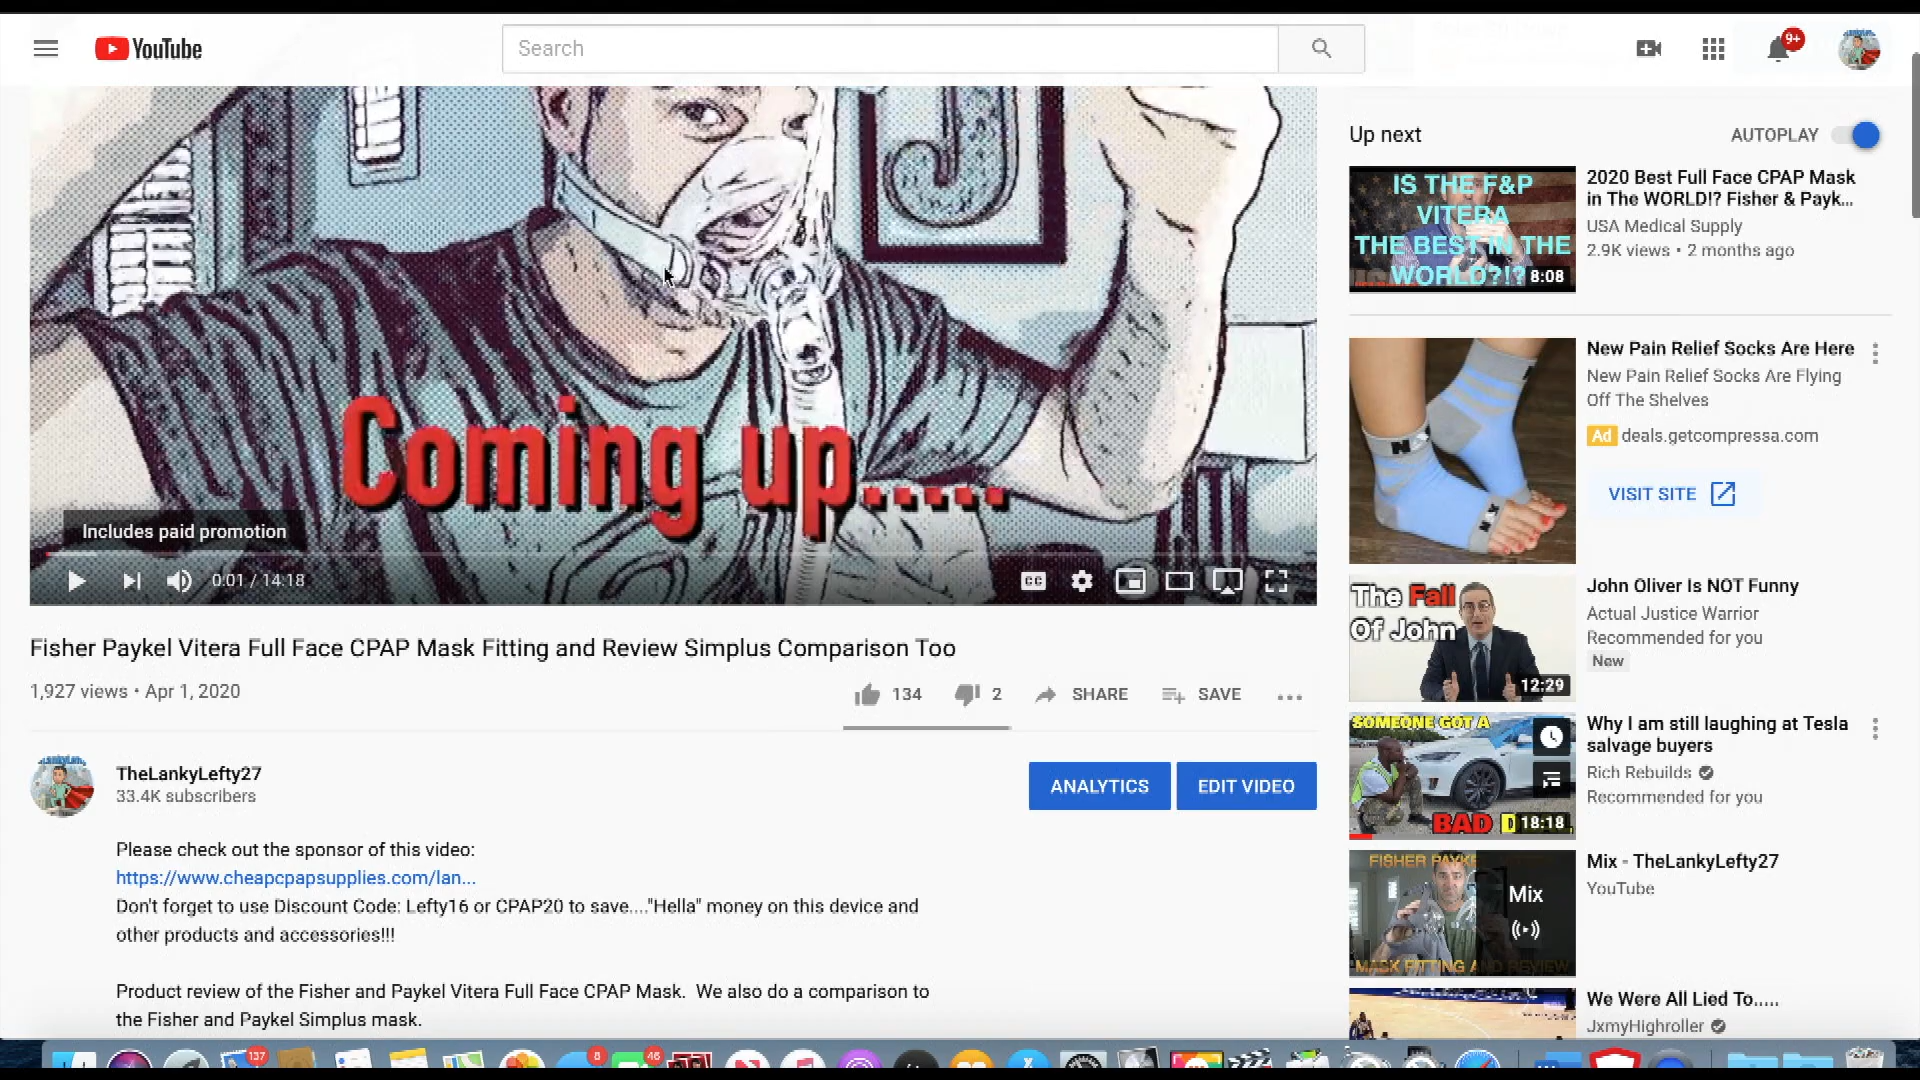 YouTube
Search
9+
J
Coming up.....
Includes paid promotion
0:01 / 14:18
CC
Fisher Paykel Vitera Full Face CPAP Mask Fitting and Review Simplus Comparison Too
1,927 views • Apr 1, 2020
134
2
SHARE
SAVE
TheLankyLefty27
33.4K subscribers
ANALYTICS
EDIT VIDEO
Please check out the sponsor of this video:
https://www.cheapcpapsupplies.com/lan...
Don't forget to use Discount Code: Lefty16 or CPAP20 to save...."Hella" money on this device and
other products and accessories!!!
Product review of the Fisher and Paykel Vitera Full Face CPAP Mask. We also do a comparison to
the Fisher and Paykel Simplus mask.
Up next
AUTOPLAY
IS THE F&P
VITERA
THE BEST IN THE
WORLD?!?
8:08
2020 Best Full Face CPAP Mask
in The WORLD!? Fisher & Payk...
USA Medical Supply
2.9K views • 2 months ago
New Pain Relief Socks Are Here
New Pain Relief Socks Are Flying
Off The Shelves
Ad deals.getcompressa.com
VISIT SITE
The Fall
Of John
12:29
John Oliver Is NOT Funny
Actual Justice Warrior
Recommended for you
New
SOMEONE GOT A
BAD D
18:18
Why I am still laughing at Tesla
salvage buyers
Rich Rebuilds
Recommended for you
FISHER PAYKE
MASK FITTING AND REVIEW
Mix
Mix - TheLankyLefty27
YouTube
We Were All Lied To.....
JxmyHighroller
137
8
46